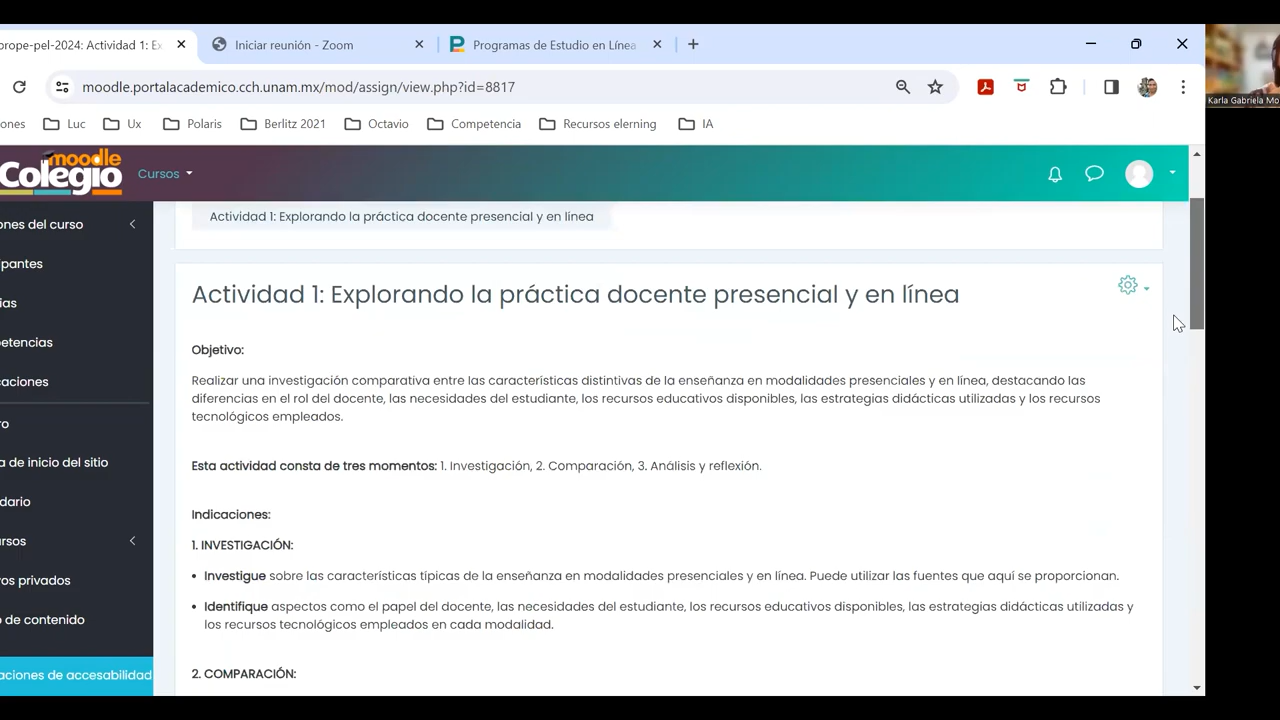 prope-pel-2024: Actividad 1: Ex
Iniciar reunión - Zoom
Programas de Estudio en Línea
moodle.portalacademico.cch.unam.mx/mod/assign/view.php?id=8817
Karla Gabriela Mo
ones
Luc
Ux
Polaris
Berlitz 2021
Octavio
Competencia
Recursos elerning
IA
moodle
Colegio
Cursos
ones del curso
Actividad 1: Explorando la práctica docente presencial y en línea
ipantes
ias
Actividad 1: Explorando la práctica docente presencial y en línea
petencias
Objetivo:
caciones
Realizar una investigación comparativa entre las características distintivas de la enseñanza en modalidades presenciales y en línea, destacando las
diferencias en el rol del docente, las necesidades del estudiante, los recursos educativos disponibles, las estrategias didácticas utilizadas y los recursos
tecnológicos empleados.
ro
a de inicio del sitio
Esta actividad consta de tres momentos: 1. Investigación, 2. Comparación, 3. Análisis y reflexión.
dario
Indicaciones:
rsos
1. INVESTIGACIÓN:
os privados
• Investigue sobre las características típicas de la enseñanza en modalidades presenciales y en línea. Puede utilizar las fuentes que aquí se proporcionan.
o de contenido
• Identifique aspectos como el papel del docente, las necesidades del estudiante, los recursos educativos disponibles, las estrategias didácticas utilizadas y
los recursos tecnológicos empleados en cada modalidad.
aciones de accesabilidad
2. COMPARACIÓN: